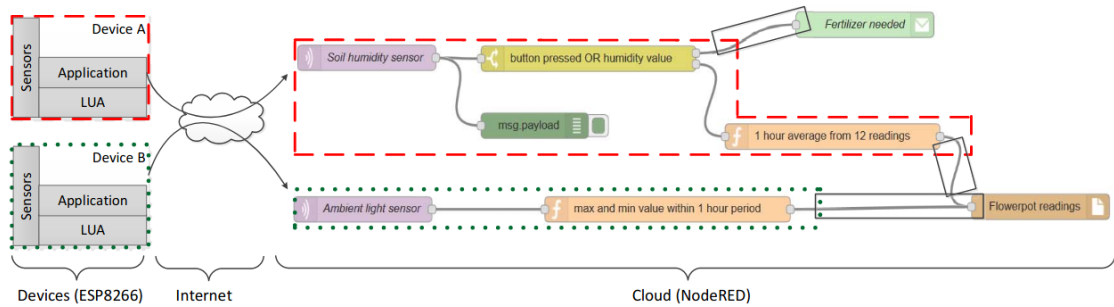 Device A
Sensors
Application
LUA
Device B
Sensors
Application
LUA
Soil humidity sensor
button pressed OR humidity value
Fertilizer needed
msg.payload
1 hour average from 12 readings
Ambient light sensor
max and min value within 1 hour period
Flowerpot readings
Devices (ESP8266)
Internet
Cloud (NodeRED)